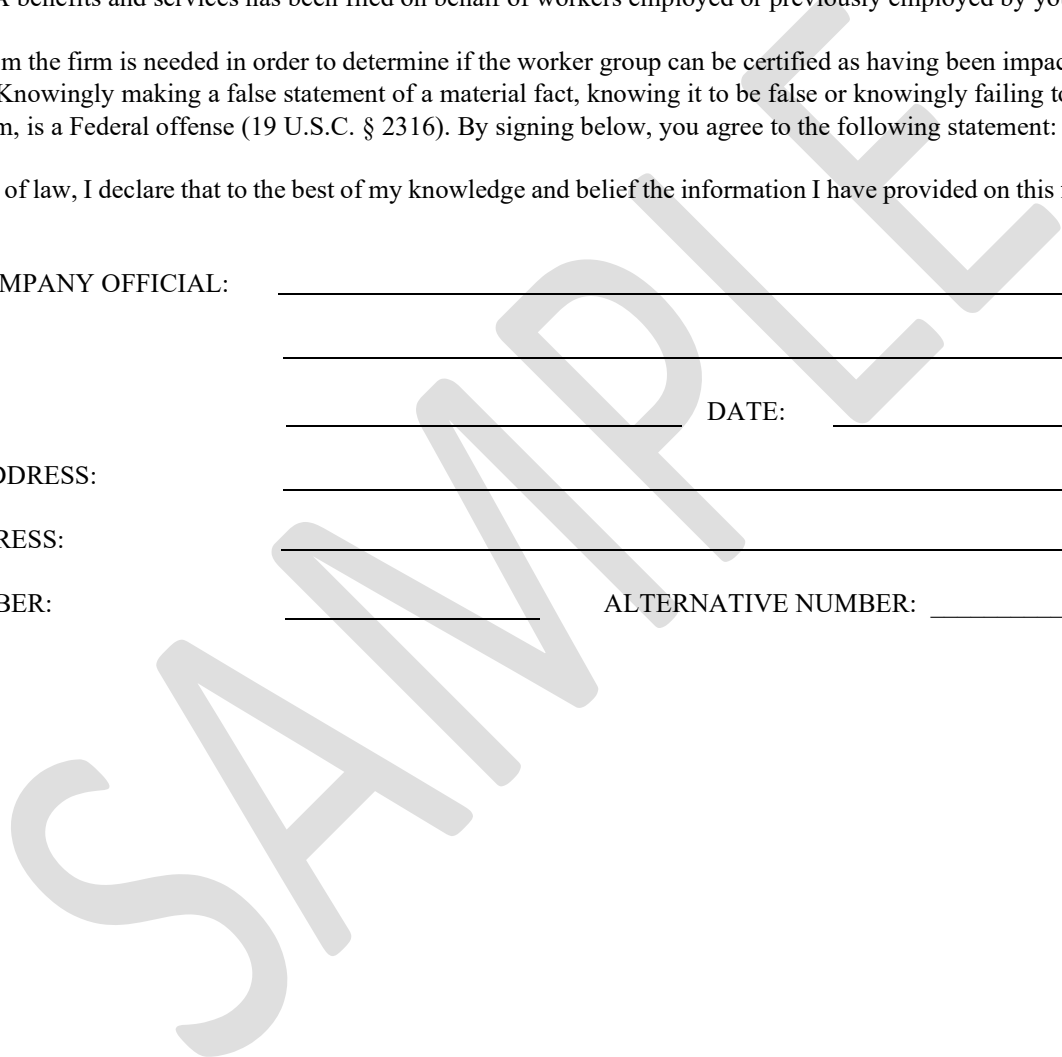 A benefits and services has been filed on behalf of workers employed or previously employed by yo
m the firm is needed in order to determine if the worker group can be certified as having been impac
Knowingly making a false statement of a material fact, knowing it to be false or knowingly failing to
m, is a Federal offense (19 U.S.C. § 2316). By signing below, you agree to the following statement:
of law, I declare that to the best of my knowledge and belief the information I have provided on this
MPANY OFFICIAL:
DATE:
DDRESS:
RESS:
BER: ALTERNATIVE NUMBER:
SAMPLE